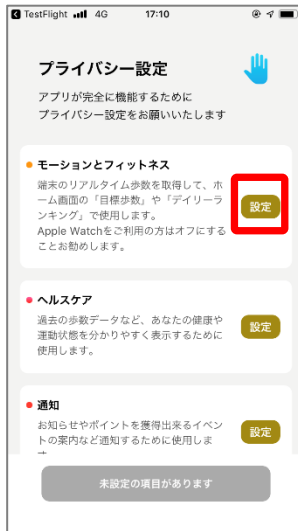 TestFlight 4G 17:10
プライバシー設定
アプリが完全に機能するために
プライバシー設定をお願いいたします
モーションとフィットネス
端末のリアルタイム歩数を取得して、ホ
ーム画面の「目標歩数」や「デイリーラ
ンキング」で使用します。
Apple Watchをご利用の方はオフにする
ことお勧めします。
設定
ヘルスケア
過去の歩数データなど、あなたの健康や
運動状態を分かりやすく表示するために
使用します。
設定
通知
お知らせやポイントを獲得出来るイベン
トの案内など通知するために使用しま
設定
未設定の項目があります